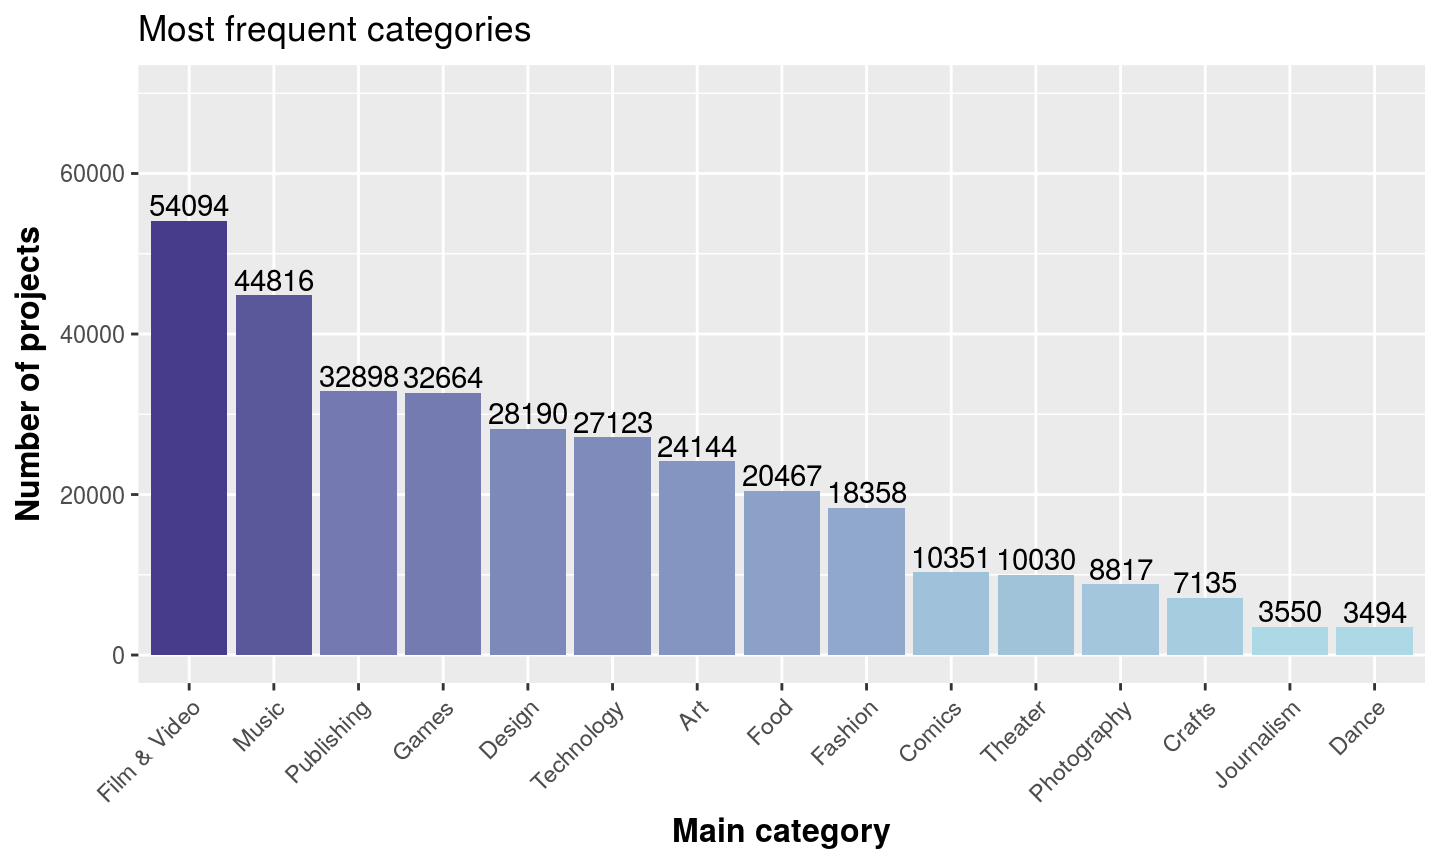 Most frequent categories
Number of projects
60000
40000
20000
0
54094
44816
32898
32664
28190
27123
24144
20467
18358
10351
10030
8817
7135
3550
3494
Film & Video
Music
Publishing
Games
Design
Technology
Art
Food
Fashion
Comics
Theater
Photography
Crafts
Journalism
Dance
Main category